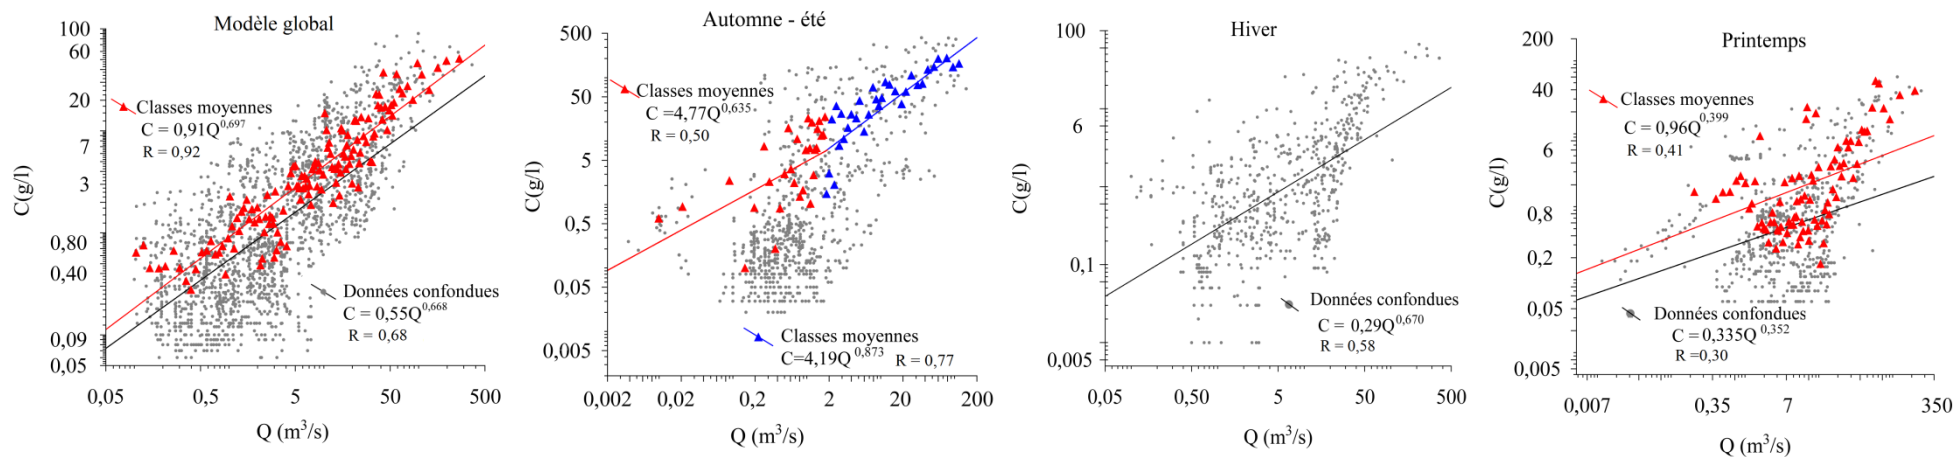 Modèle global
100
60
20
7
3
0,80
0,40
0,09
0,05
C(g/l)
Classes moyennes
C = 0,91Q^0,697
R = 0,92
Données confondues
C = 0,55Q^0,668
R = 0,68
0,05
0,5
5
50
500
Q (m³/s)
Automne - été
500
50
5
0.5
0.05
0,005
C(g/l)
Classes moyennes
C=4,77Q^0,635
R = 0,50
Classes moyennes
C=4,19Q^0,873
R = 0,77
0,002
0,02
0,2
2
20
200
Q (m³/s)
Hiver
100
6
0,1
0,005
C(g/l)
Données confondues
C = 0,29Q^0,670
R = 0,58
0,05
0,50
5
50
500
Q (m³/s)
Printemps
200
40
6
0,8
0,2
0,05
0,005
C(g/l)
Classes moyennes
C = 0,96Q^0,399
R = 0,41
Données confondues
C = 0,335Q^0,352
R =0,30
0,007
0,35
7
350
Q (m³/s)